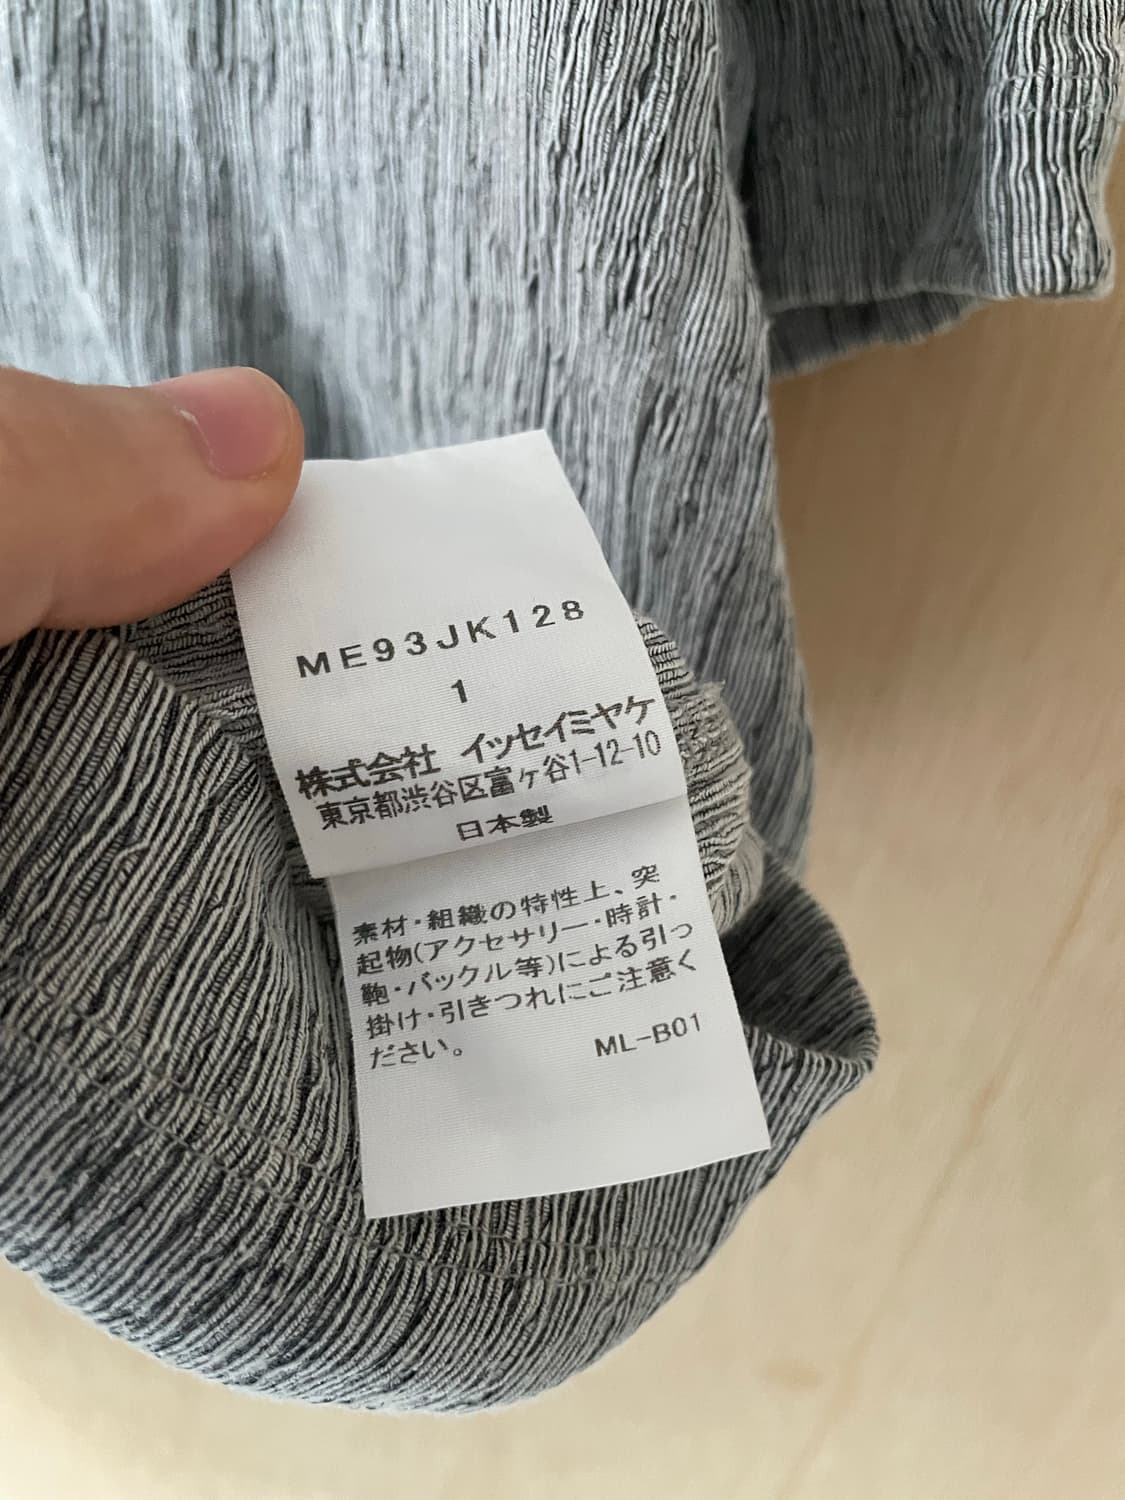 ME93JK128
1
株式会社 イッセイミヤケ
東京都渋谷区富ヶ谷1-12-10
日本製
素材・組織の特性上、突
起物(アクセサリー・時計・
鞄・バックル等)による引っ
掛け・引きつれにご注意く
ださい。
ML-B01